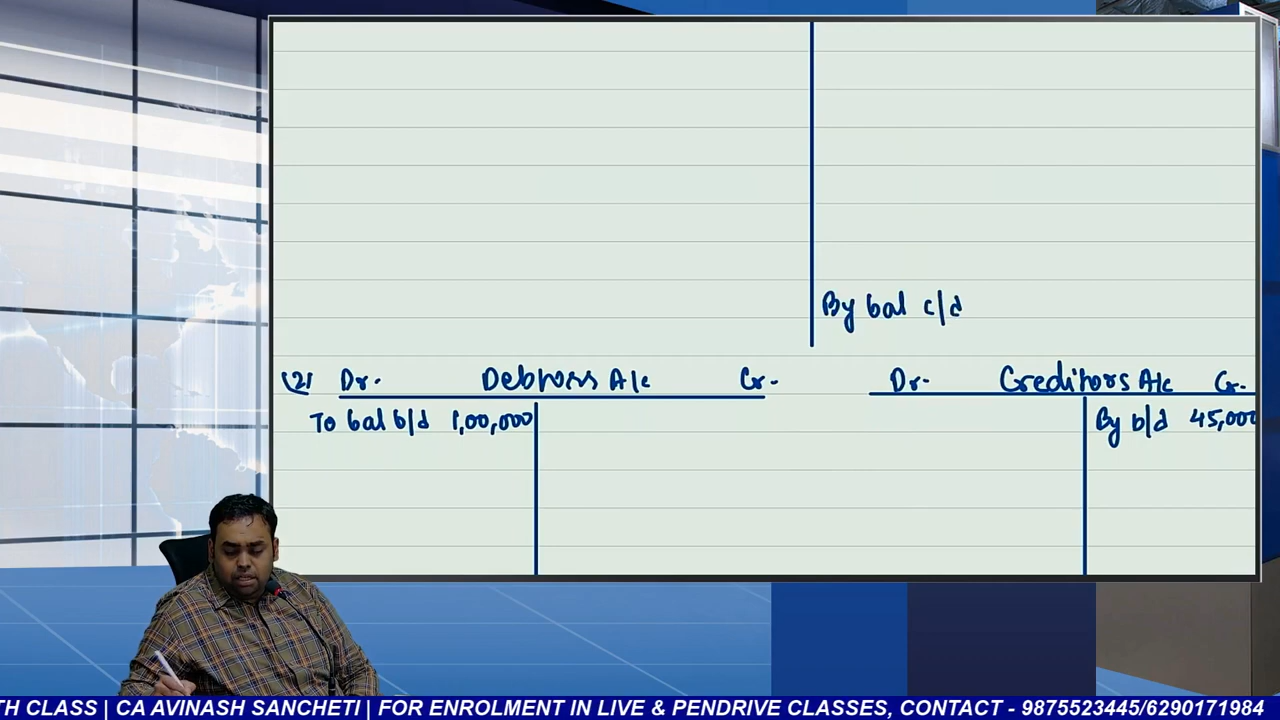 By bal c/d
(2) Dr. Debtors A/c Cr. Dr. Creditors A/c Cr.
To bal b/d 1,00,000 By b/d 45,000
TH CLASS | CA AVINASH SANCHETI | FOR ENROLMENT IN LIVE & PENDRIVE CLASSES, CONTACT - 9875523445/6290171984